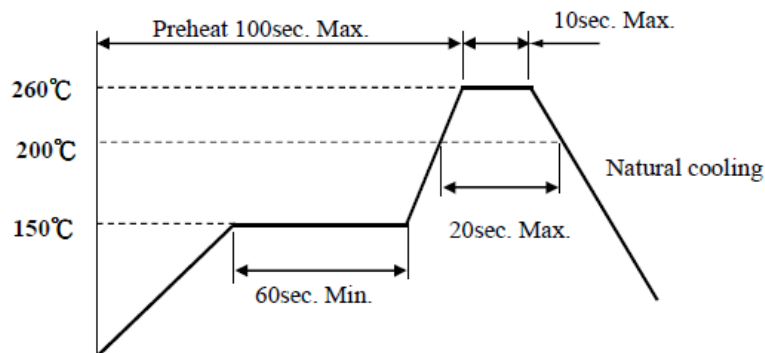 Preheat 100sec. Max.
10sec. Max.
260℃
200℃
Natural cooling
150℃
20sec. Max.
60sec. Min.